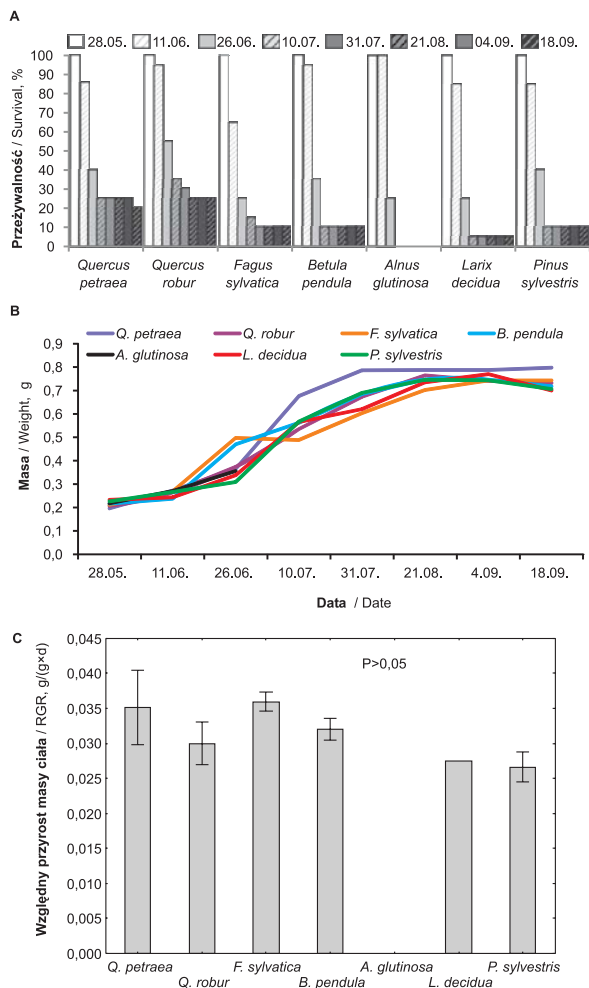 A
28.05. 11.06. 26.06. 10.07. 31.07. 21.08. 04.09. 18.09.
Przeżywalność / Survival, %
100
90
80
70
60
50
40
30
20
10
0
Quercus petraea
Quercus robur
Fagus sylvatica
Betula pendula
Alnus glutinosa
Larix decidua
Pinus sylvestris
B
Q. petraea Q. robur F. sylvatica B. pendula
A. glutinosa L. decidua P. sylvestris
Masa / Weight, g
0,9
0,8
0,7
0,6
0,5
0,4
0,3
0,2
0,1
0,0
28.05. 11.06. 26.06. 10.07. 31.07. 21.08. 4.09. 18.09.
Data / Date
C
Względny przyrost masy ciała / RGR, g/(g×d)
0,045
0,040
0,035
0,030
0,025
0,020
0,015
0,010
0,005
0,000
P>0,05
Q. petraea F. sylvatica A. glutinosa P. sylvestris
Q. robur B. pendula L. decidua